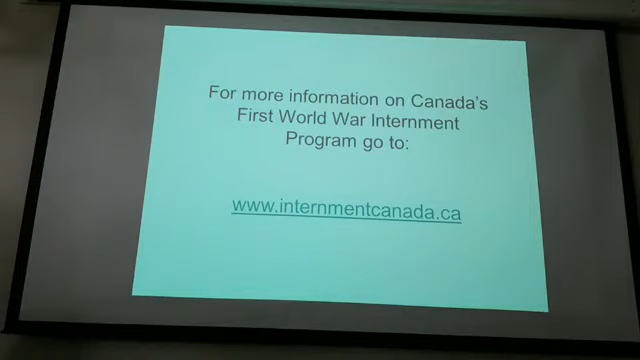 For more information on Canada's
First World War Internment
Program go to:
www.internmentcanada.ca